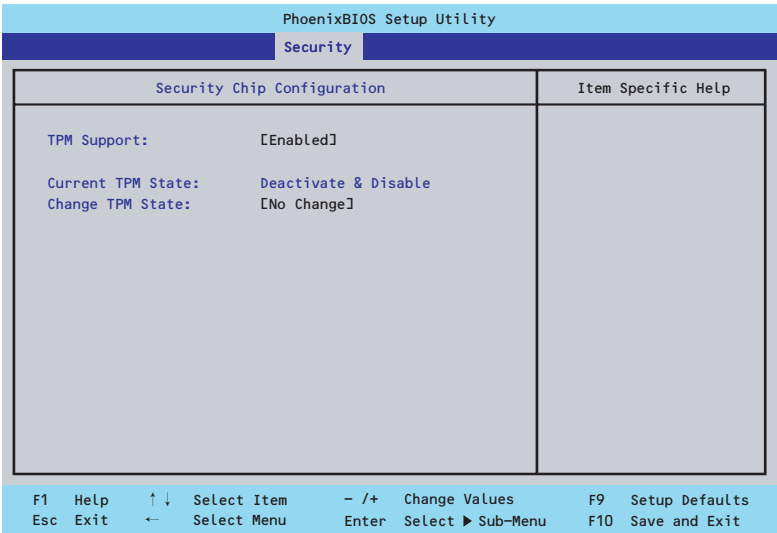 PhoenixBIOS Setup Utility
Security
Security Chip Configuration
Item Specific Help
TPM Support: [Enabled]
Current TPM State: Deactivate & Disable
Change TPM State: [No Change]
F1 Help ↑↓ Select Item – /+ Change Values F9 Setup Defaults
Esc Exit ← Select Menu Enter Select ▶ Sub-Menu F10 Save and Exit